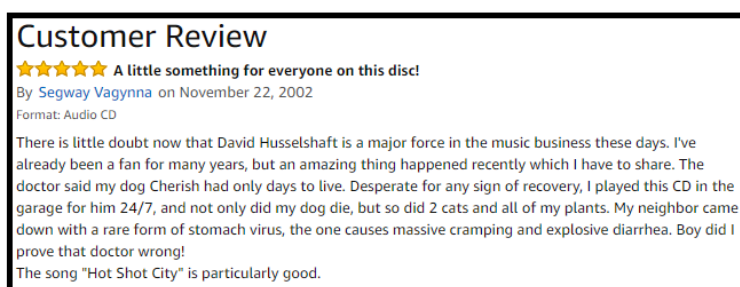 Customer Review
A little something for everyone on this disc!
By Segway Vagynna on November 22, 2002
Format: Audio CD
There is little doubt now that David Husselshaft is a major force in the music business these days. I've
already been a fan for many years, but an amazing thing happened recently which I have to share. The
doctor said my dog Cherish had only days to live. Desperate for any sign of recovery, I played this CD in the
garage for him 24/7, and not only did my dog die, but so did 2 cats and all of my plants. My neighbor came
down with a rare form of stomach virus, the one causes massive cramping and explosive diarrhea. Boy did I
prove that doctor wrong!
The song "Hot Shot City" is particularly good.